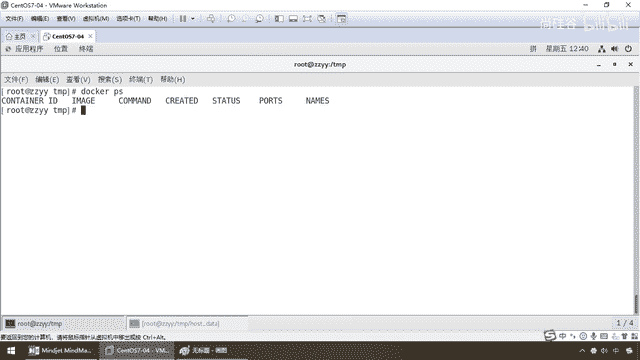 CentOS7-04 - VMware Workstation
文件(F) 编辑(E) 查看(V) 虚拟机(M) 选项卡(T) 帮助(H)
主页 CentOS7-04
尚硅谷 bilibili
应用程序 位置 终端 拼 星期五 12:40
root@zzyy:/tmp
文件(F) 编辑(E) 查看(V) 搜索(S) 终端(T) 帮助(H)
[root@zzyy tmp]# docker ps
CONTAINER ID IMAGE COMMAND CREATED STATUS PORTS NAMES
[root@zzyy tmp]#
root@zzyy:/tmp [root@zzyy:/tmp/host_data] 1 / 4
要返回到您的计算机，请将鼠标指针从虚拟机中移出或按 Ctrl+Alt。
Mindjet MindMa... CentOS7-04 - VM... 无标题 - 画图 中